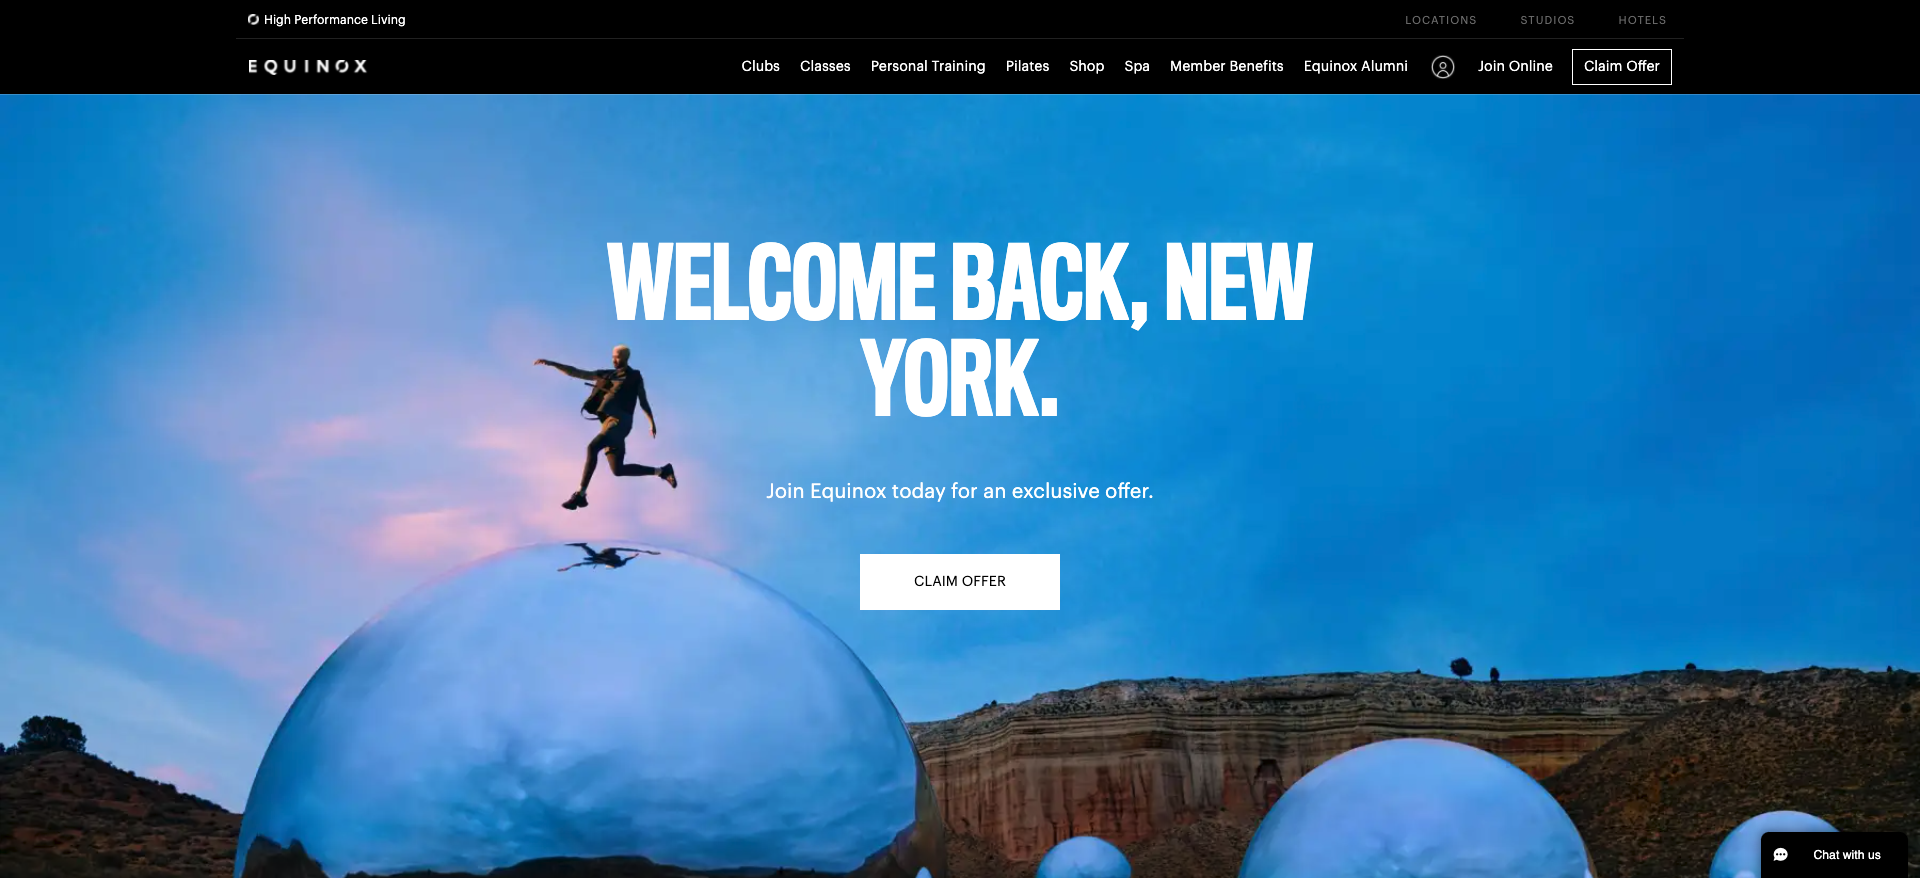 High Performance Living
LOCATIONS STUDIOS HOTELS
EQUINOX
Clubs Classes Personal Training Pilates Shop Spa Member Benefits Equinox Alumni Join Online Claim Offer
WELCOME BACK, NEW
YORK.
Join Equinox today for an exclusive offer.
CLAIM OFFER
Chat with us